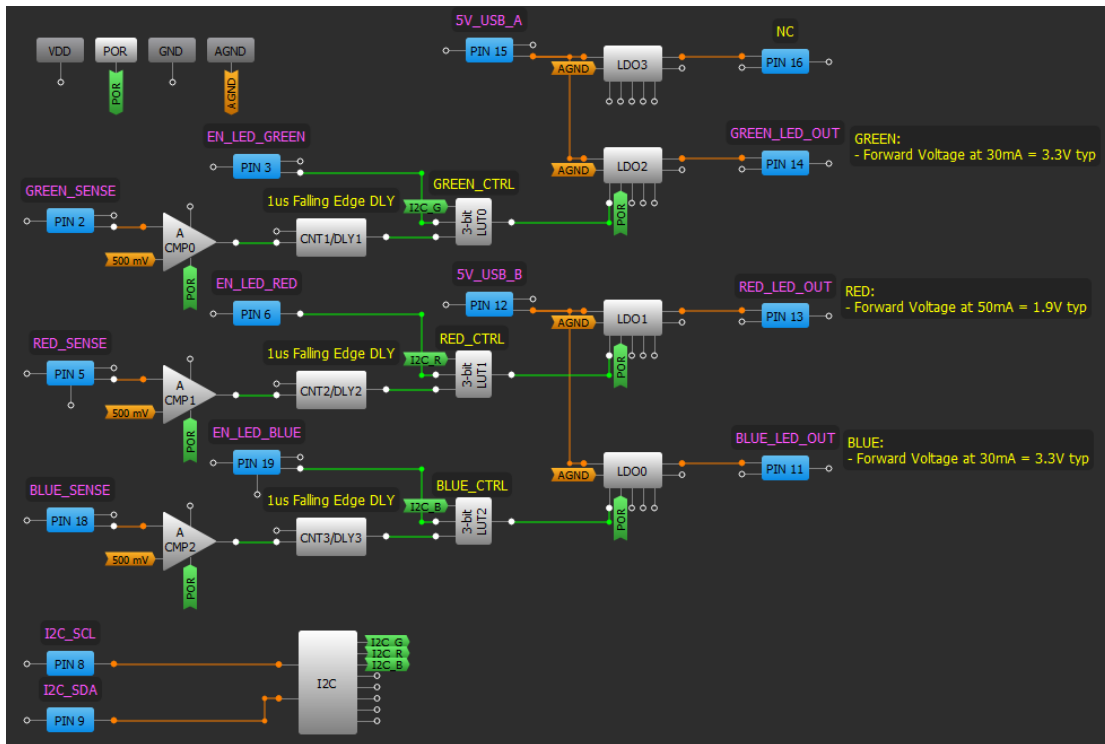 VDD
POR
GND
AGND
POR
AGND
5V_USB_A
PIN 15
AGND
LDO3
NC
PIN 16
EN_LED_GREEN
PIN 3
GREEN_SENSE
PIN 2
500 mV
A
CMP0
POR
1us Falling Edge DLY
CNT1/DLY1
GREEN_CTRL
I2C_G
3-bit
LUT0
AGND
LDO2
POR
GREEN_LED_OUT
PIN 14
GREEN:
- Forward Voltage at 30mA = 3.3V typ
EN_LED_RED
PIN 6
RED_SENSE
PIN 5
500 mV
A
CMP1
POR
1us Falling Edge DLY
CNT2/DLY2
RED_CTRL
I2C_R
3-bit
LUT1
5V_USB_B
PIN 12
AGND
LDO1
POR
RED_LED_OUT
PIN 13
RED:
- Forward Voltage at 50mA = 1.9V typ
EN_LED_BLUE
PIN 19
BLUE_SENSE
PIN 18
500 mV
A
CMP2
POR
1us Falling Edge DLY
CNT3/DLY3
BLUE_CTRL
I2C_B
3-bit
LUT2
AGND
LDO0
POR
BLUE_LED_OUT
PIN 11
BLUE:
- Forward Voltage at 30mA = 3.3V typ
I2C_SCL
PIN 8
I2C_SDA
PIN 9
I2C
I2C_G
I2C_R
I2C_B